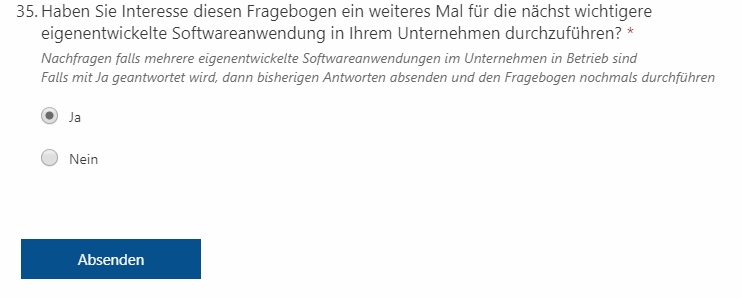 35. Haben Sie Interesse diesen Fragebogen ein weiteres Mal für die nächst wichtigere
eigenentwickelte Softwareanwendung in Ihrem Unternehmen durchzuführen? *
Nachfragen falls mehrere eigenentwickelte Softwareanwendungen im Unternehmen in Betrieb sind
Falls mit Ja geantwortet wird, dann bisherigen Antworten absenden und den Fragebogen nochmals durchführen
Ja
Nein
Absenden